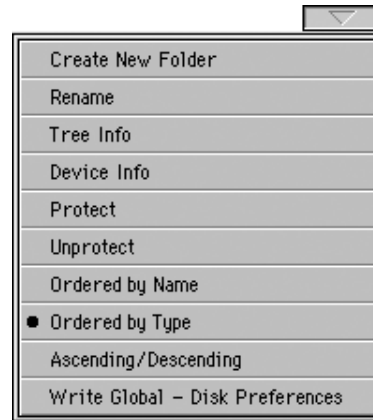 Create New Folder
Rename
Tree Info
Device Info
Protect
Unprotect
Ordered by Name
Ordered by Type
Ascending/Descending
Write Global – Disk Preferences